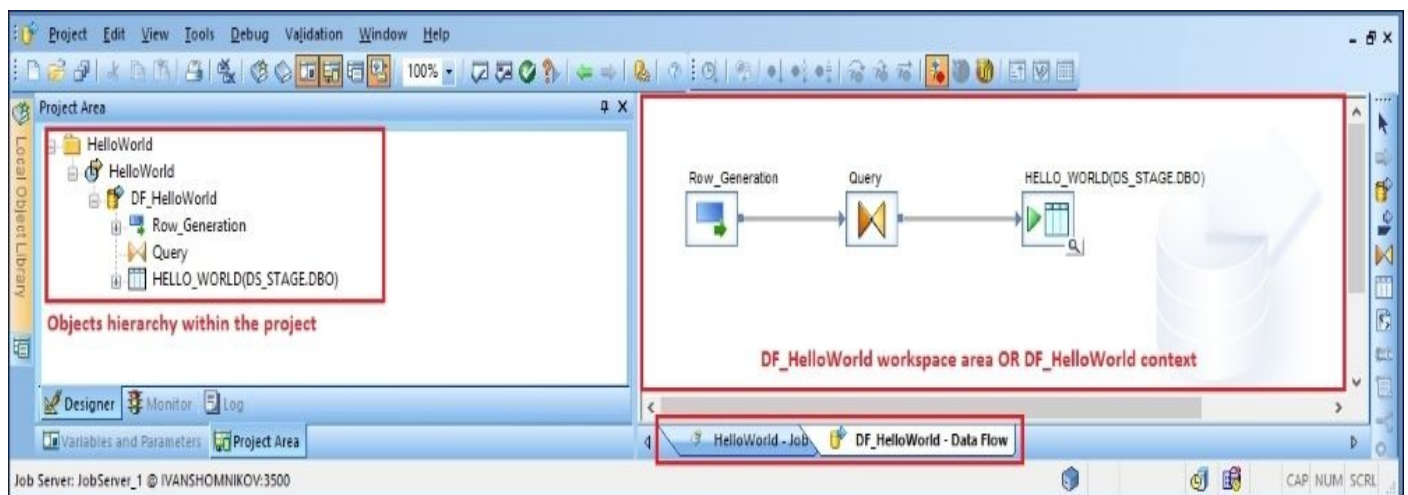 Project Edit View Tools Debug Validation Window Help
100%
Project Area
Local Object Library
HelloWorld
HelloWorld
DF_HelloWorld
Row_Generation
Query
HELLO_WORLD(DS_STAGE.DBO)
Objects hierarchy within the project
Row_Generation
Query
HELLO_WORLD(DS_STAGE.DBO)
DF_HelloWorld workspace area OR DF_HelloWorld context
Designer Monitor Log
Variables and Parameters Project Area
HelloWorld - Job DF_HelloWorld - Data Flow
Job Server: JobServer_1 @ IVANSHOMNIKOV:3500
CAP NUM SCRL